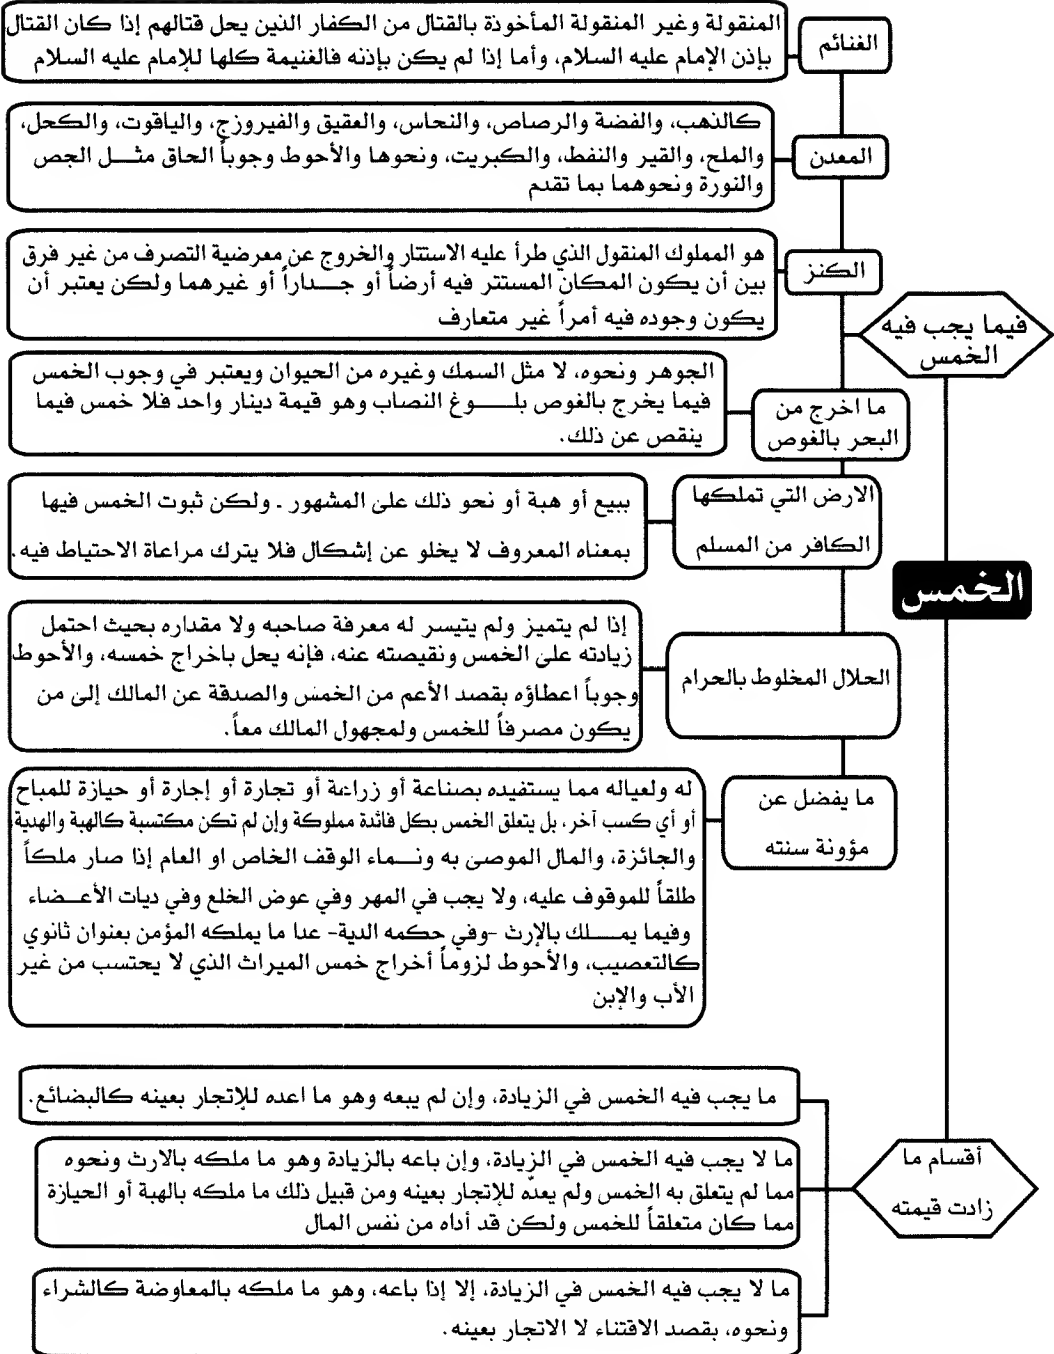 الخمس
فيما يجب فيه
الخمس
الغنائم
المنقولة وغير المنقولة المأخوذة بالقتال من الكفار الذين يحل قتالهم إذا كان القتال
بإذن الإمام عليه السلام، وأما إذا لم يكن بإذنه فالغنيمة كلها للإمام عليه السلام
المعدن
كالذهب، والفضة والرصاص، والنحاس، والعقيق والفيروزج، والياقوت، والكحل،
والملح، والقير والنفط، والكبريت، ونحوها والأحوط وجوباً الحاق مثل الجص
والنورة ونحوهما بما تقدم
الكنز
هو المملوك المنقول الذي طرأ عليه الاستتار والخروج عن معرضية التصرف من غير فرق
بين أن يكون المكان المستتر فيه أرضاً أو جداراً أو غيرهما ولكن يعتبر أن
يكون وجوده فيه أمراً غير متعارف
ما اخرج من
البحر بالغوص
الجوهر ونحوه، لا مثل السمك وغيره من الحيوان ويعتبر في وجوب الخمس
فيما يخرج بالغوص بلوغ النصاب وهو قيمة دينار واحد فلا خمس فيما
ينقص عن ذلك.
الارض التي تملكها
الكافر من المسلم
ببيع أو هبة أو نحو ذلك على المشهور - ولكن ثبوت الخمس فيها
بمعناه المعروف لا يخلو عن إشكال فلا يترك مراعاة الاحتياط فيه.
الحلال المخلوط بالحرام
إذا لم يتميز ولم يتيسر له معرفة صاحبه ولا مقداره بحيث احتمل
زيادته على الخمس ونقيصته عنه، فإنه يحل باخراج خمسه، والأحوط
وجوباً اعطاؤه بقصد الأعم من الخمس والصدقة عن المالك إلى من
يكون مصرفاً للخمس ولمجهول المالك معاً.
ما يفضل عن
مؤونة سنته
له ولعياله مما يستفيده بصناعة أو زراعة أو تجارة أو إجارة أو حيازة للمباح
أو أي كسب آخر، بل يتعلق الخمس بكل فائدة مملوكة وإن لم تكن مكتسبة كالهبة والهدية،
والجائزة، والمال الموصى به ونماء الوقف الخاص او العام إذا صار ملكاً
طلقاً للموقوف عليه، ولا يجب في المهر وفي عوض الخلع وفي ديات الأعضاء
وفيما يملك بالإرث -وفي حكمه الدية- عدا ما يملكه المؤمن بعنوان ثانوي
كالتعصيب، والأحوط لزوماً أخراج خمس الميراث الذي لا يحتسب من غير
الأب والإبن
أقسام ما
زادت قيمته
ما يجب فيه الخمس في الزيادة، وإن لم يبعه وهو ما اعده للإتجار بعينه كالبضائع.
ما لا يجب فيه الخمس في الزيادة، وإن باعه بالزيادة وهو ما ملكه بالارث ونحوه
مما لم يتعلق به الخمس ولم يعدّه للإتجار بعينه ومن قبيل ذلك ما ملكه بالهبة أو الحيازة
مما كان متعلقاً للخمس ولكن قد أداه من نفس المال
ما لا يجب فيه الخمس في الزيادة، إلا إذا باعه، وهو ما ملكه بالمعاوضة كالشراء
ونحوه، بقصد الاقتناء لا الاتجار بعينه.